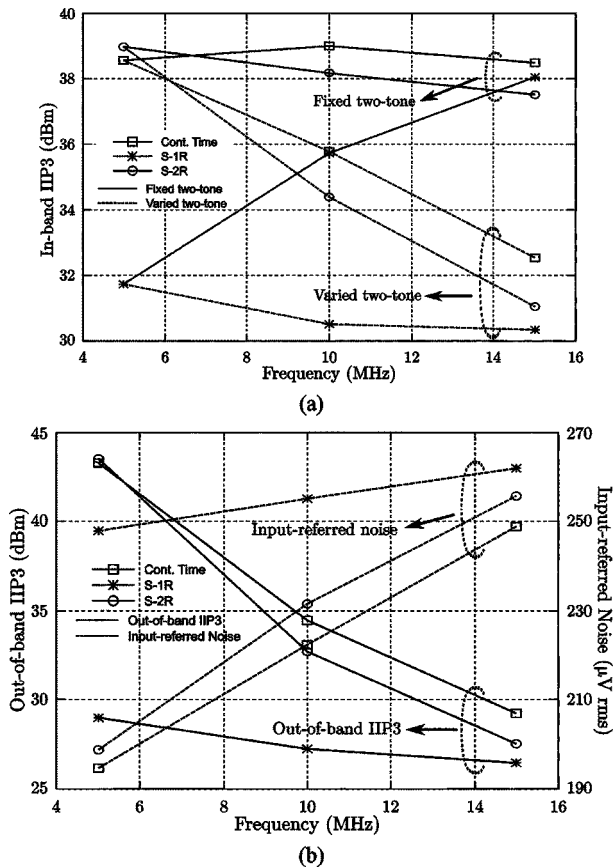 40
38
36
34
32
30
In-band IIP3 (dBm)
Fixed two-tone
Cont. Time
S-1R
S-2R
Fixed two-tone
Varied two-tone
Varied two-tone
4 6 8 10 12 14 16
Frequency (MHz)
(a)
45
40
35
30
25
Out-of-band IIP3 (dBm)
270
250
230
210
190
Input-referred Noise (μV rms)
Input-referred noise
Cont. Time
S-1R
S-2R
Out-of-band IIP3
Input-referred Noise
Out-of-band IIP3
4 6 8 10 12 14 16
Frequency (MHz)
(b)